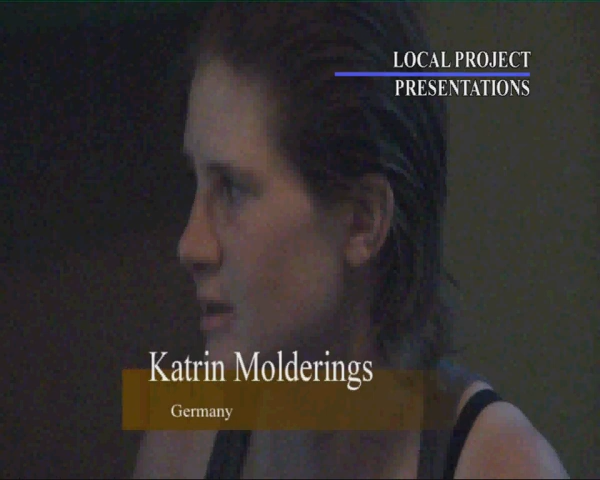 LOCAL PROJECT
PRESENTATIONS
Katrin Molderings
Germany